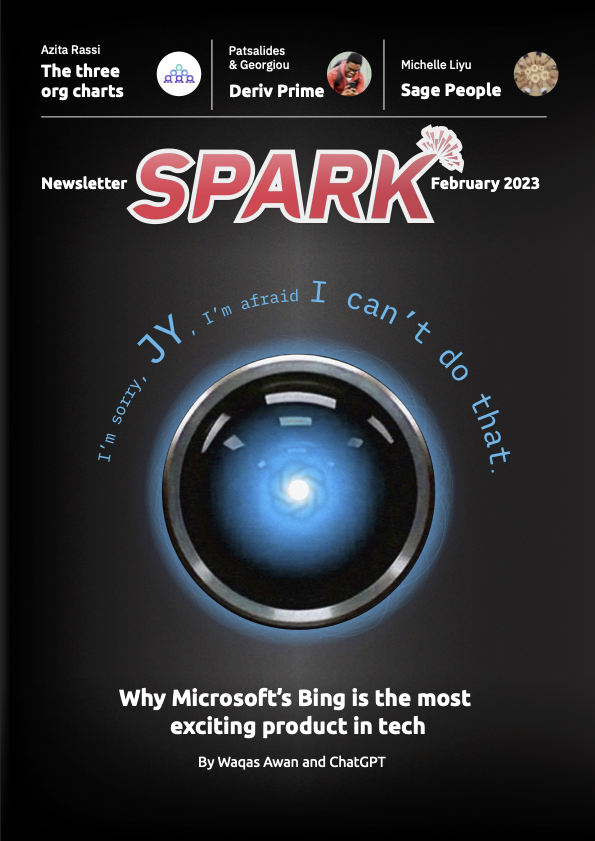 Azita Rassi
The three
org charts
Patsalides
& Georgiou
Deriv Prime
Michelle Liyu
Sage People
Newsletter
SPARK
February 2023
I'm sorry, JY, I'm afraid I can't do that.
Why Microsoft's Bing is the most
exciting product in tech
By Waqas Awan and ChatGPT